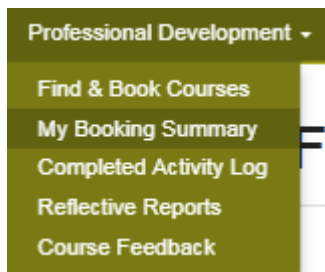 Professional Development
Find & Book Courses
My Booking Summary
Completed Activity Log
Reflective Reports
Course Feedback